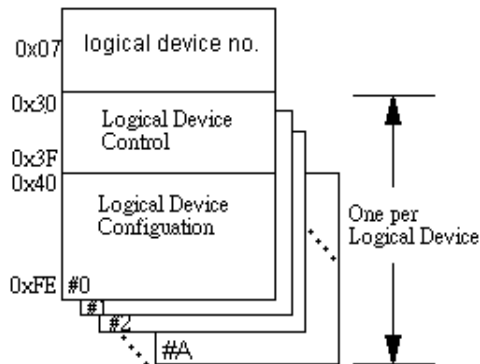 0x07
logical device no.
0x30
Logical Device
Control
0x3F
0x40
Logical Device
Configuation
One per
Logical Device
0xFE
#0
#1
#2
#A